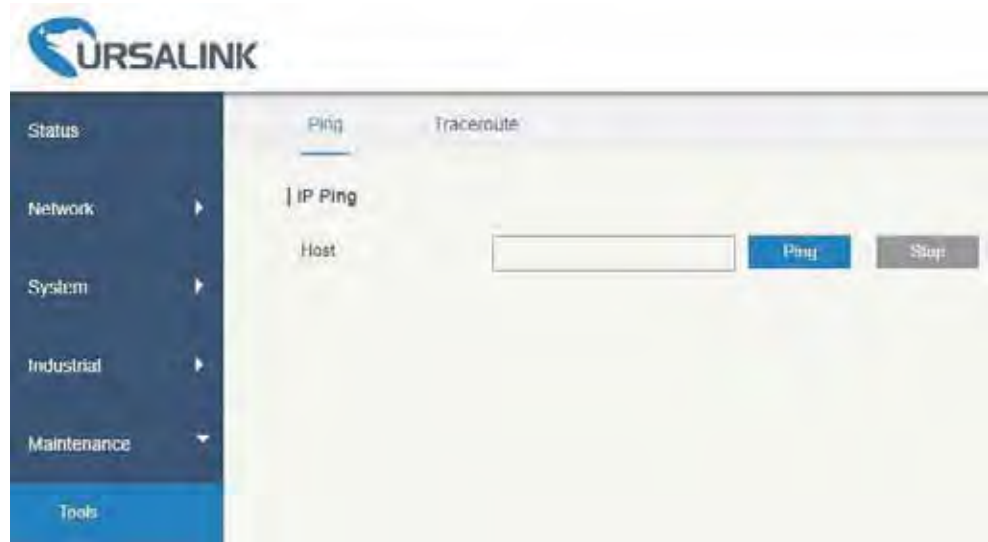 URSALINK
Status
Ping Traceroute
Network
IP Ping
Host Ping Stop
System
Industrial
Maintenance
Tools